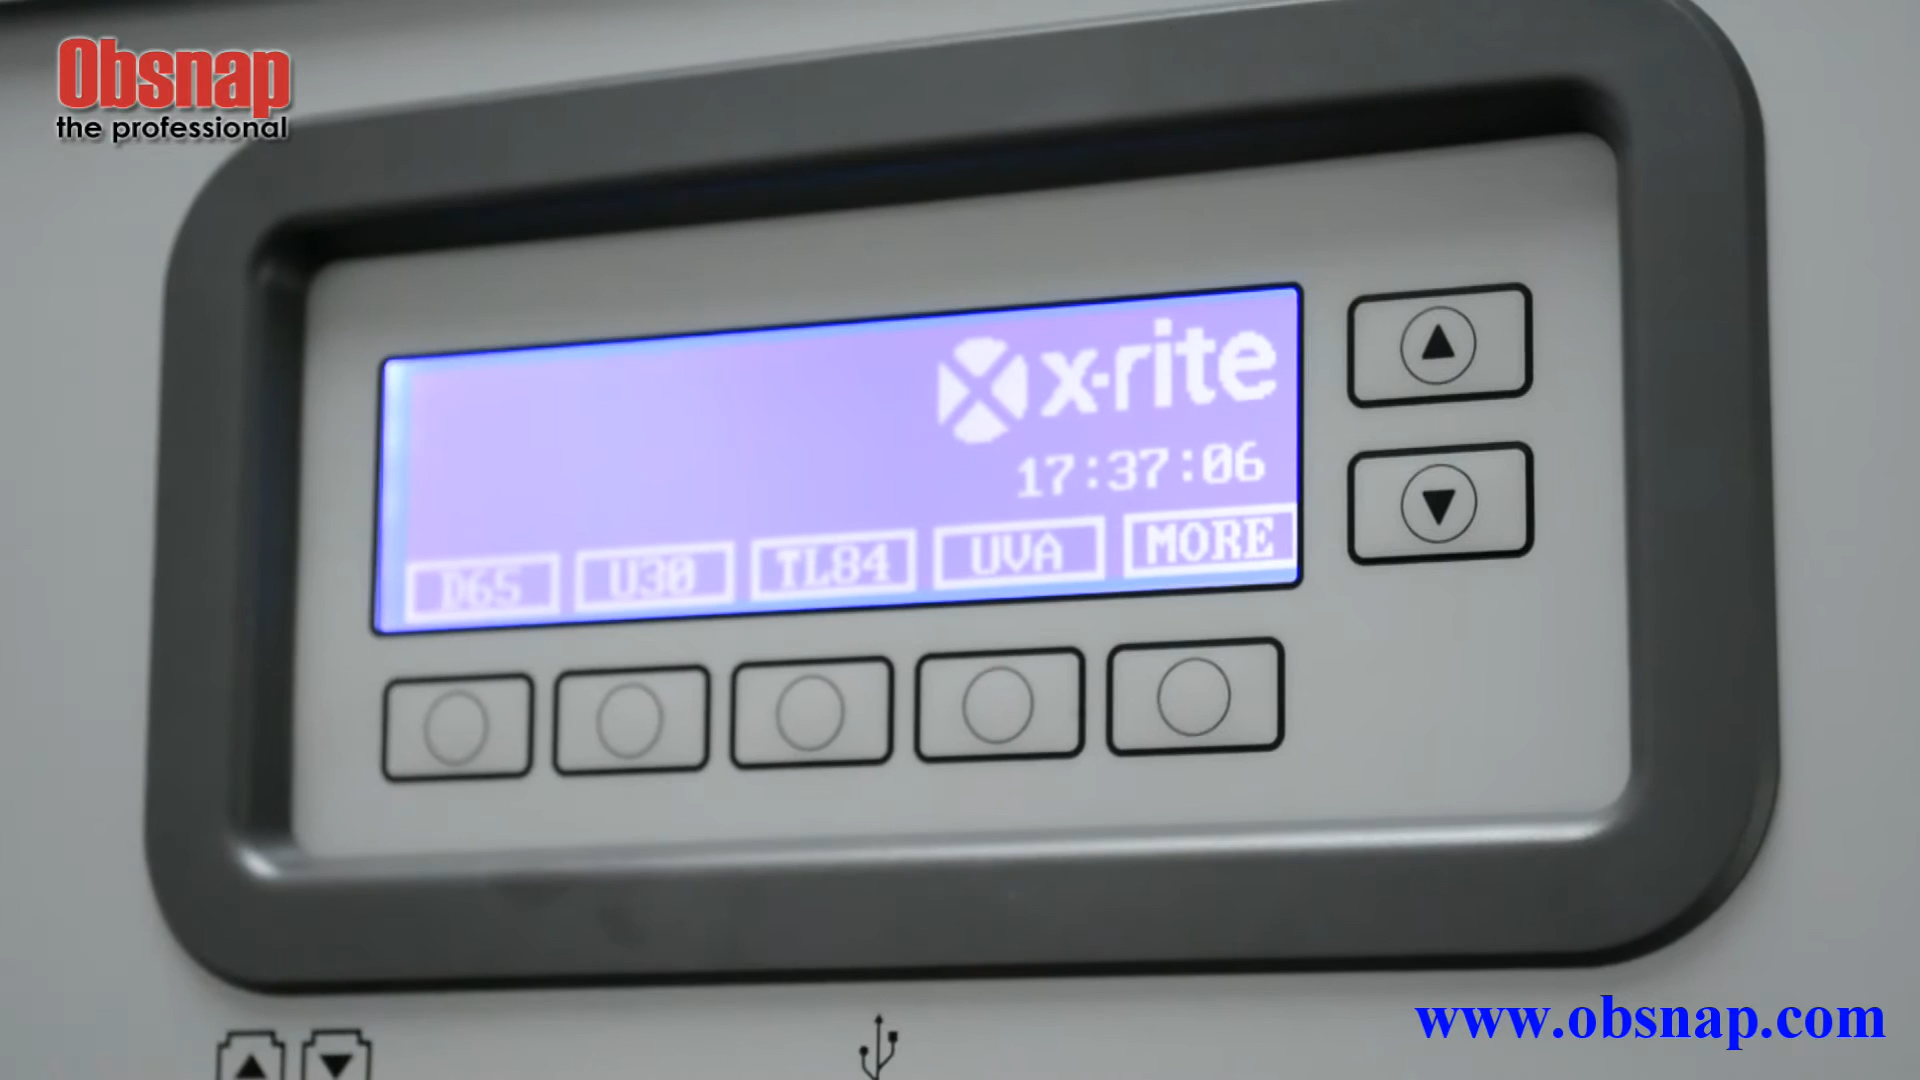 Obsnap
the professional
x·rite
17:37:06
D65 U30 TL84 UVA MORE
www.obsnap.com